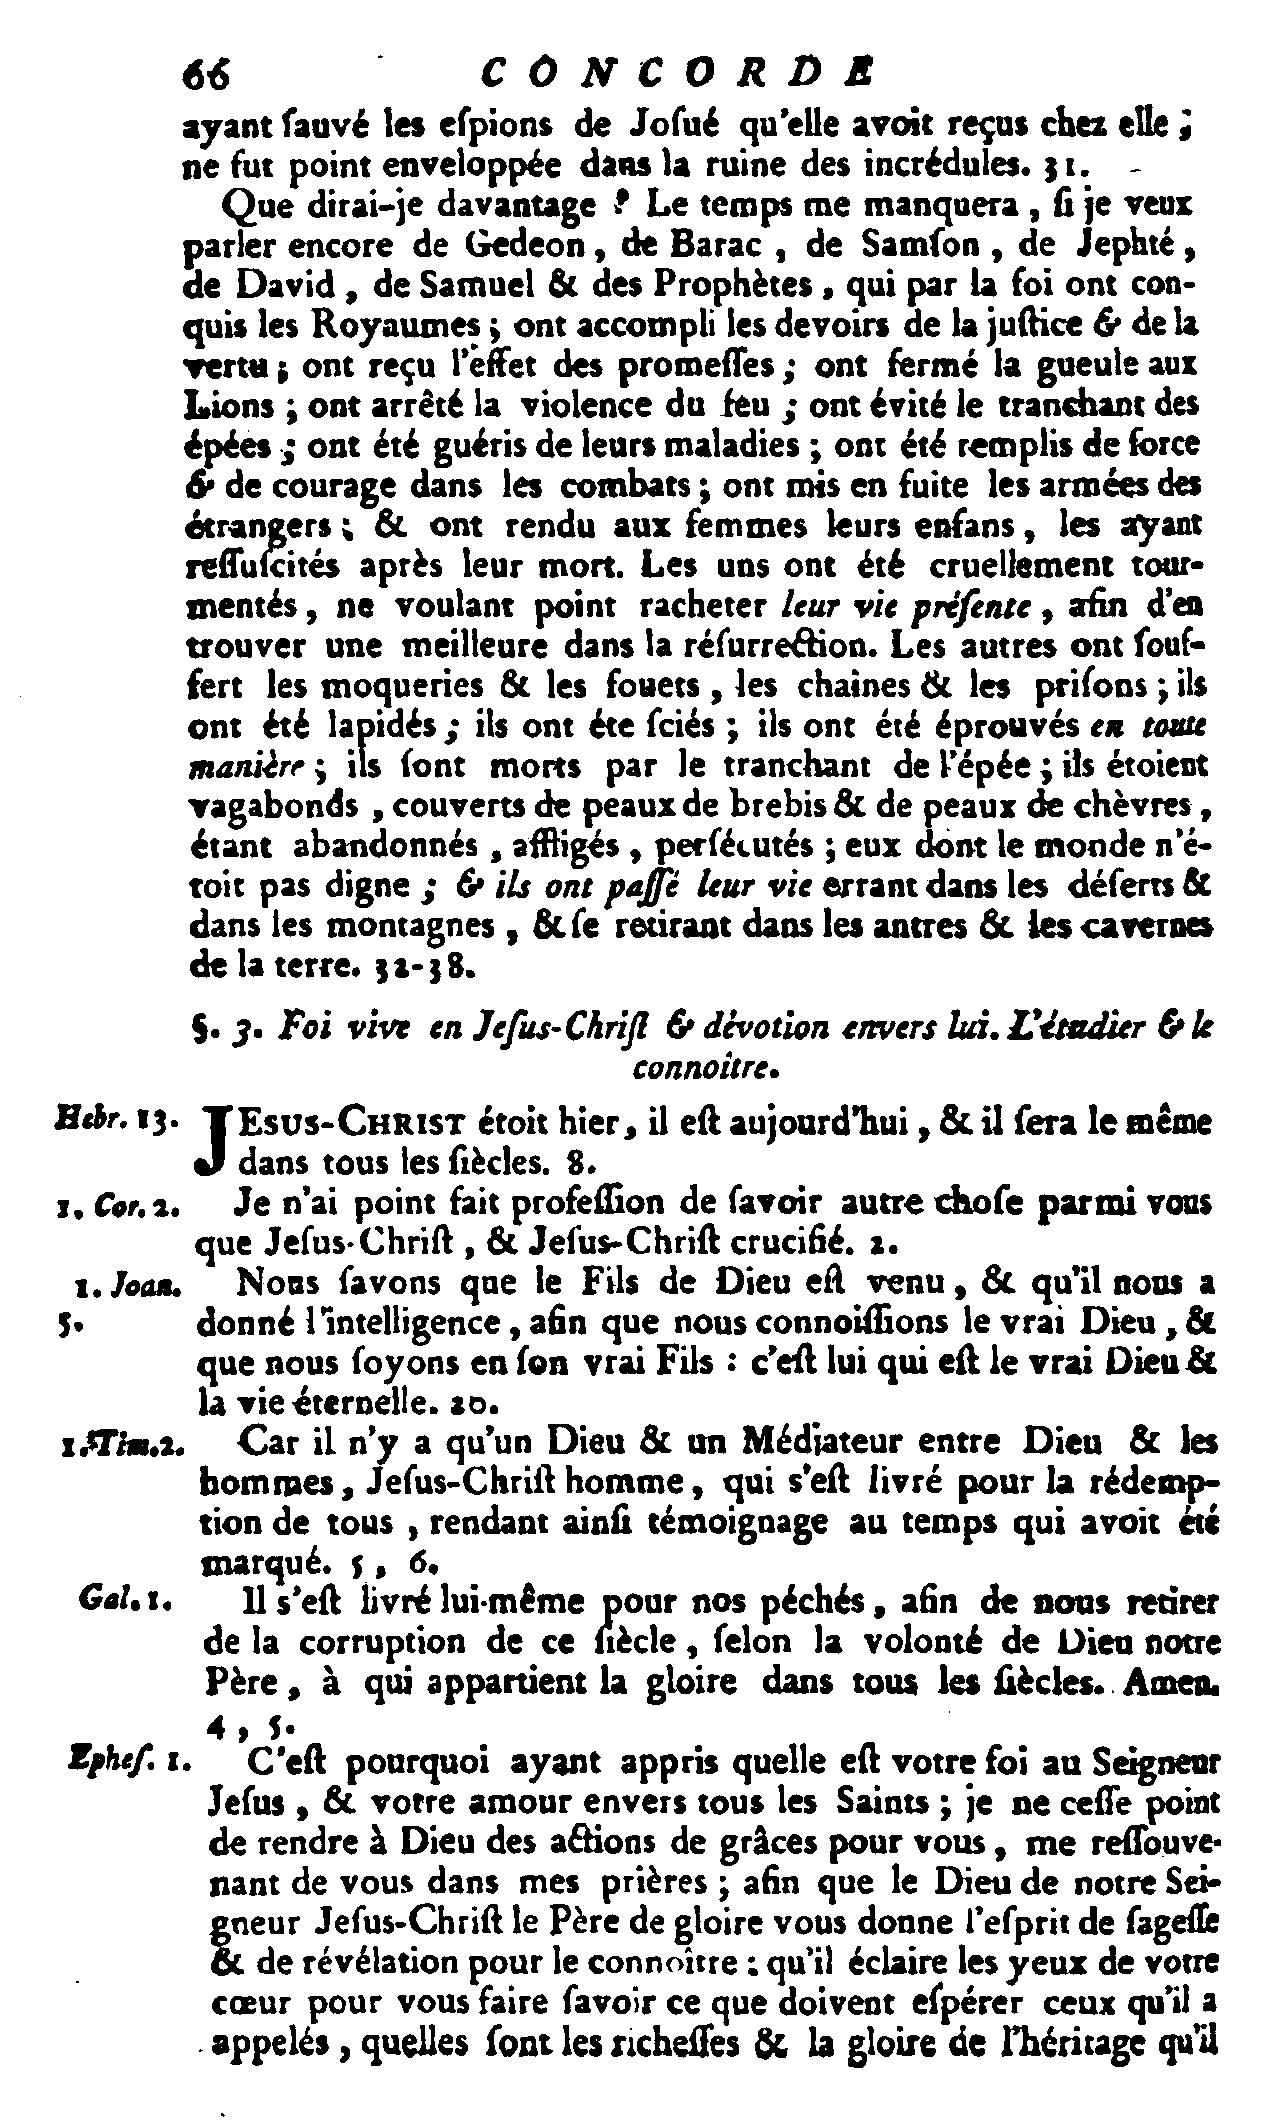 66 CONCORDE
ayant ſauvé les eſpions de Joſué qu'elle avoit reçus chez elle ;
ne fut point enveloppée dans la ruine des incrédules. 31.
Que dirai-je davantage ? Le temps me manquera , ſi je veux
parler encore de Gedeon , de Barac , de Samſon , de Jephté ,
de David , de Samuel & des Prophètes , qui par la foi ont con-
quis les Royaumes ; ont accompli les devoirs de la juſtice & de la
vertu ; ont reçu l'effet des promeſſes ; ont fermé la gueule aux
Lions ; ont arrêté la violence du feu ; ont évité le tranchant des
épées ; ont été guéris de leurs maladies ; ont été remplis de force
& de courage dans les combats ; ont mis en fuite les armées des
étrangers ; & ont rendu aux femmes leurs enfans , les ayant
reſſuſcités après leur mort. Les uns ont été cruellement tour-
mentés , ne voulant point racheter leur vie préſente , afin d'en
trouver une meilleure dans la réſurrection. Les autres ont ſouf-
fert les moqueries & les fouets , les chaines & les priſons ; ils
ont été lapidés ; ils ont éte ſciés ; ils ont été éprouvés en toute
manière ; ils ſont morts par le tranchant de l'épée ; ils étoient
vagabonds , couverts de peaux de brebis & de peaux de chèvres ,
étant abandonnés , affligés , perſécutés ; eux dont le monde n'é-
toit pas digne ; & ils ont paſſé leur vie errant dans les déſerts &
dans les montagnes , & ſe retirant dans les antres & les cavernes
de la terre. 32-38.
§. 3. Foi vive en Jeſus-Chriſt & dévotion envers lui. L'étudier & le
connoître.
Hebr. 13. JESUS-CHRIST étoit hier, il eſt aujourd'hui , & il ſera le même
dans tous les ſiècles. 8.
1. Cor. 2. Je n'ai point fait profeſſion de ſavoir autre choſe parmi vous
que Jeſus-Chriſt , & Jeſus-Chriſt crucifié. 2.
1. Joan. Nous ſavons que le Fils de Dieu eſt venu , & qu'il nous a
5. donné l'intelligence , afin que nous connoiſſions le vrai Dieu , &
que nous ſoyons en ſon vrai Fils : c'eſt lui qui eſt le vrai Dieu &
la vie éternelle. 20.
1. Tim. 2. Car il n'y a qu'un Dieu & un Médiateur entre Dieu & les
hommes , Jeſus-Chriſt homme , qui s'eſt livré pour la rédemp-
tion de tous , rendant ainſi témoignage au temps qui avoit été
marqué. 5 , 6.
Gal. 1. Il s'eſt livré lui-même pour nos péchés , afin de nous retirer
de la corruption de ce ſiècle , ſelon la volonté de Dieu notre
Père , à qui appartient la gloire dans tous les ſiècles. Amen.
4 , 5.
Epheſ. 1. C'eſt pourquoi ayant appris quelle eſt votre foi au Seigneur
Jeſus , & votre amour envers tous les Saints ; je ne ceſſe point
de rendre à Dieu des actions de grâces pour vous , me reſſouve-
nant de vous dans mes prières ; afin que le Dieu de notre Sei-
gneur Jeſus-Chriſt le Père de gloire vous donne l'eſprit de ſageſſe
& de révélation pour le connoître : qu'il éclaire les yeux de votre
cœur pour vous faire ſavoir ce que doivent eſpérer ceux qu'il a
appelés , quelles ſont les richeſſes & la gloire de l'héritage qu'il